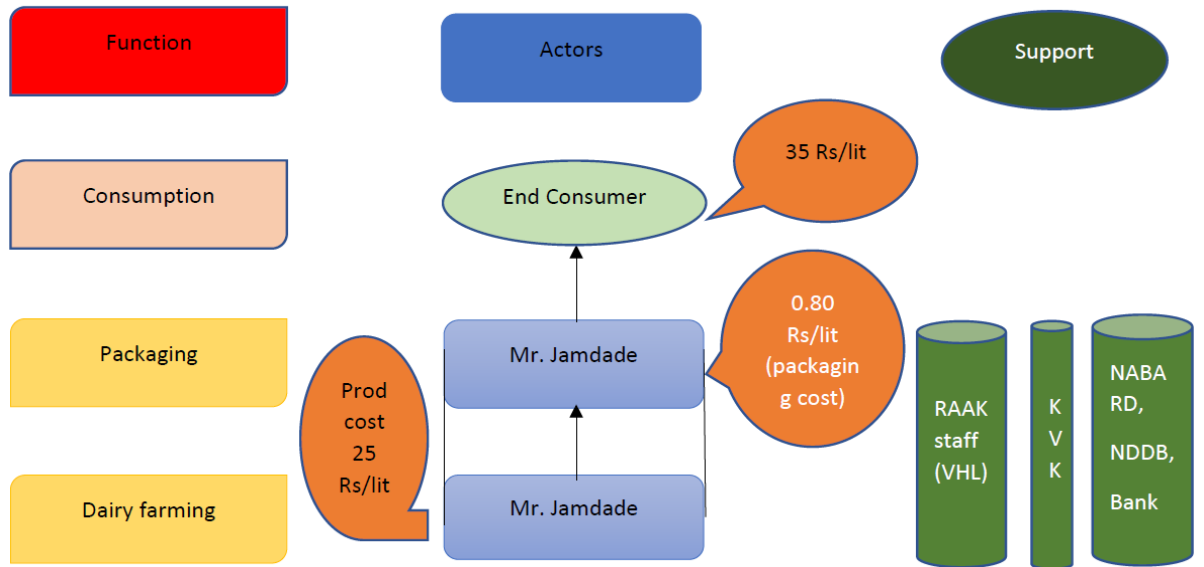 Function
Actors
Support
Consumption
End Consumer
35 Rs/lit
Packaging
Mr. Jamdade
0.80
Rs/lit
(packagin
g cost)
Prod
cost
25
Rs/lit
Dairy farming
Mr. Jamdade
RAAK
staff
(VHL)
K
V
K
NABA
RD,
NDDB,
Bank